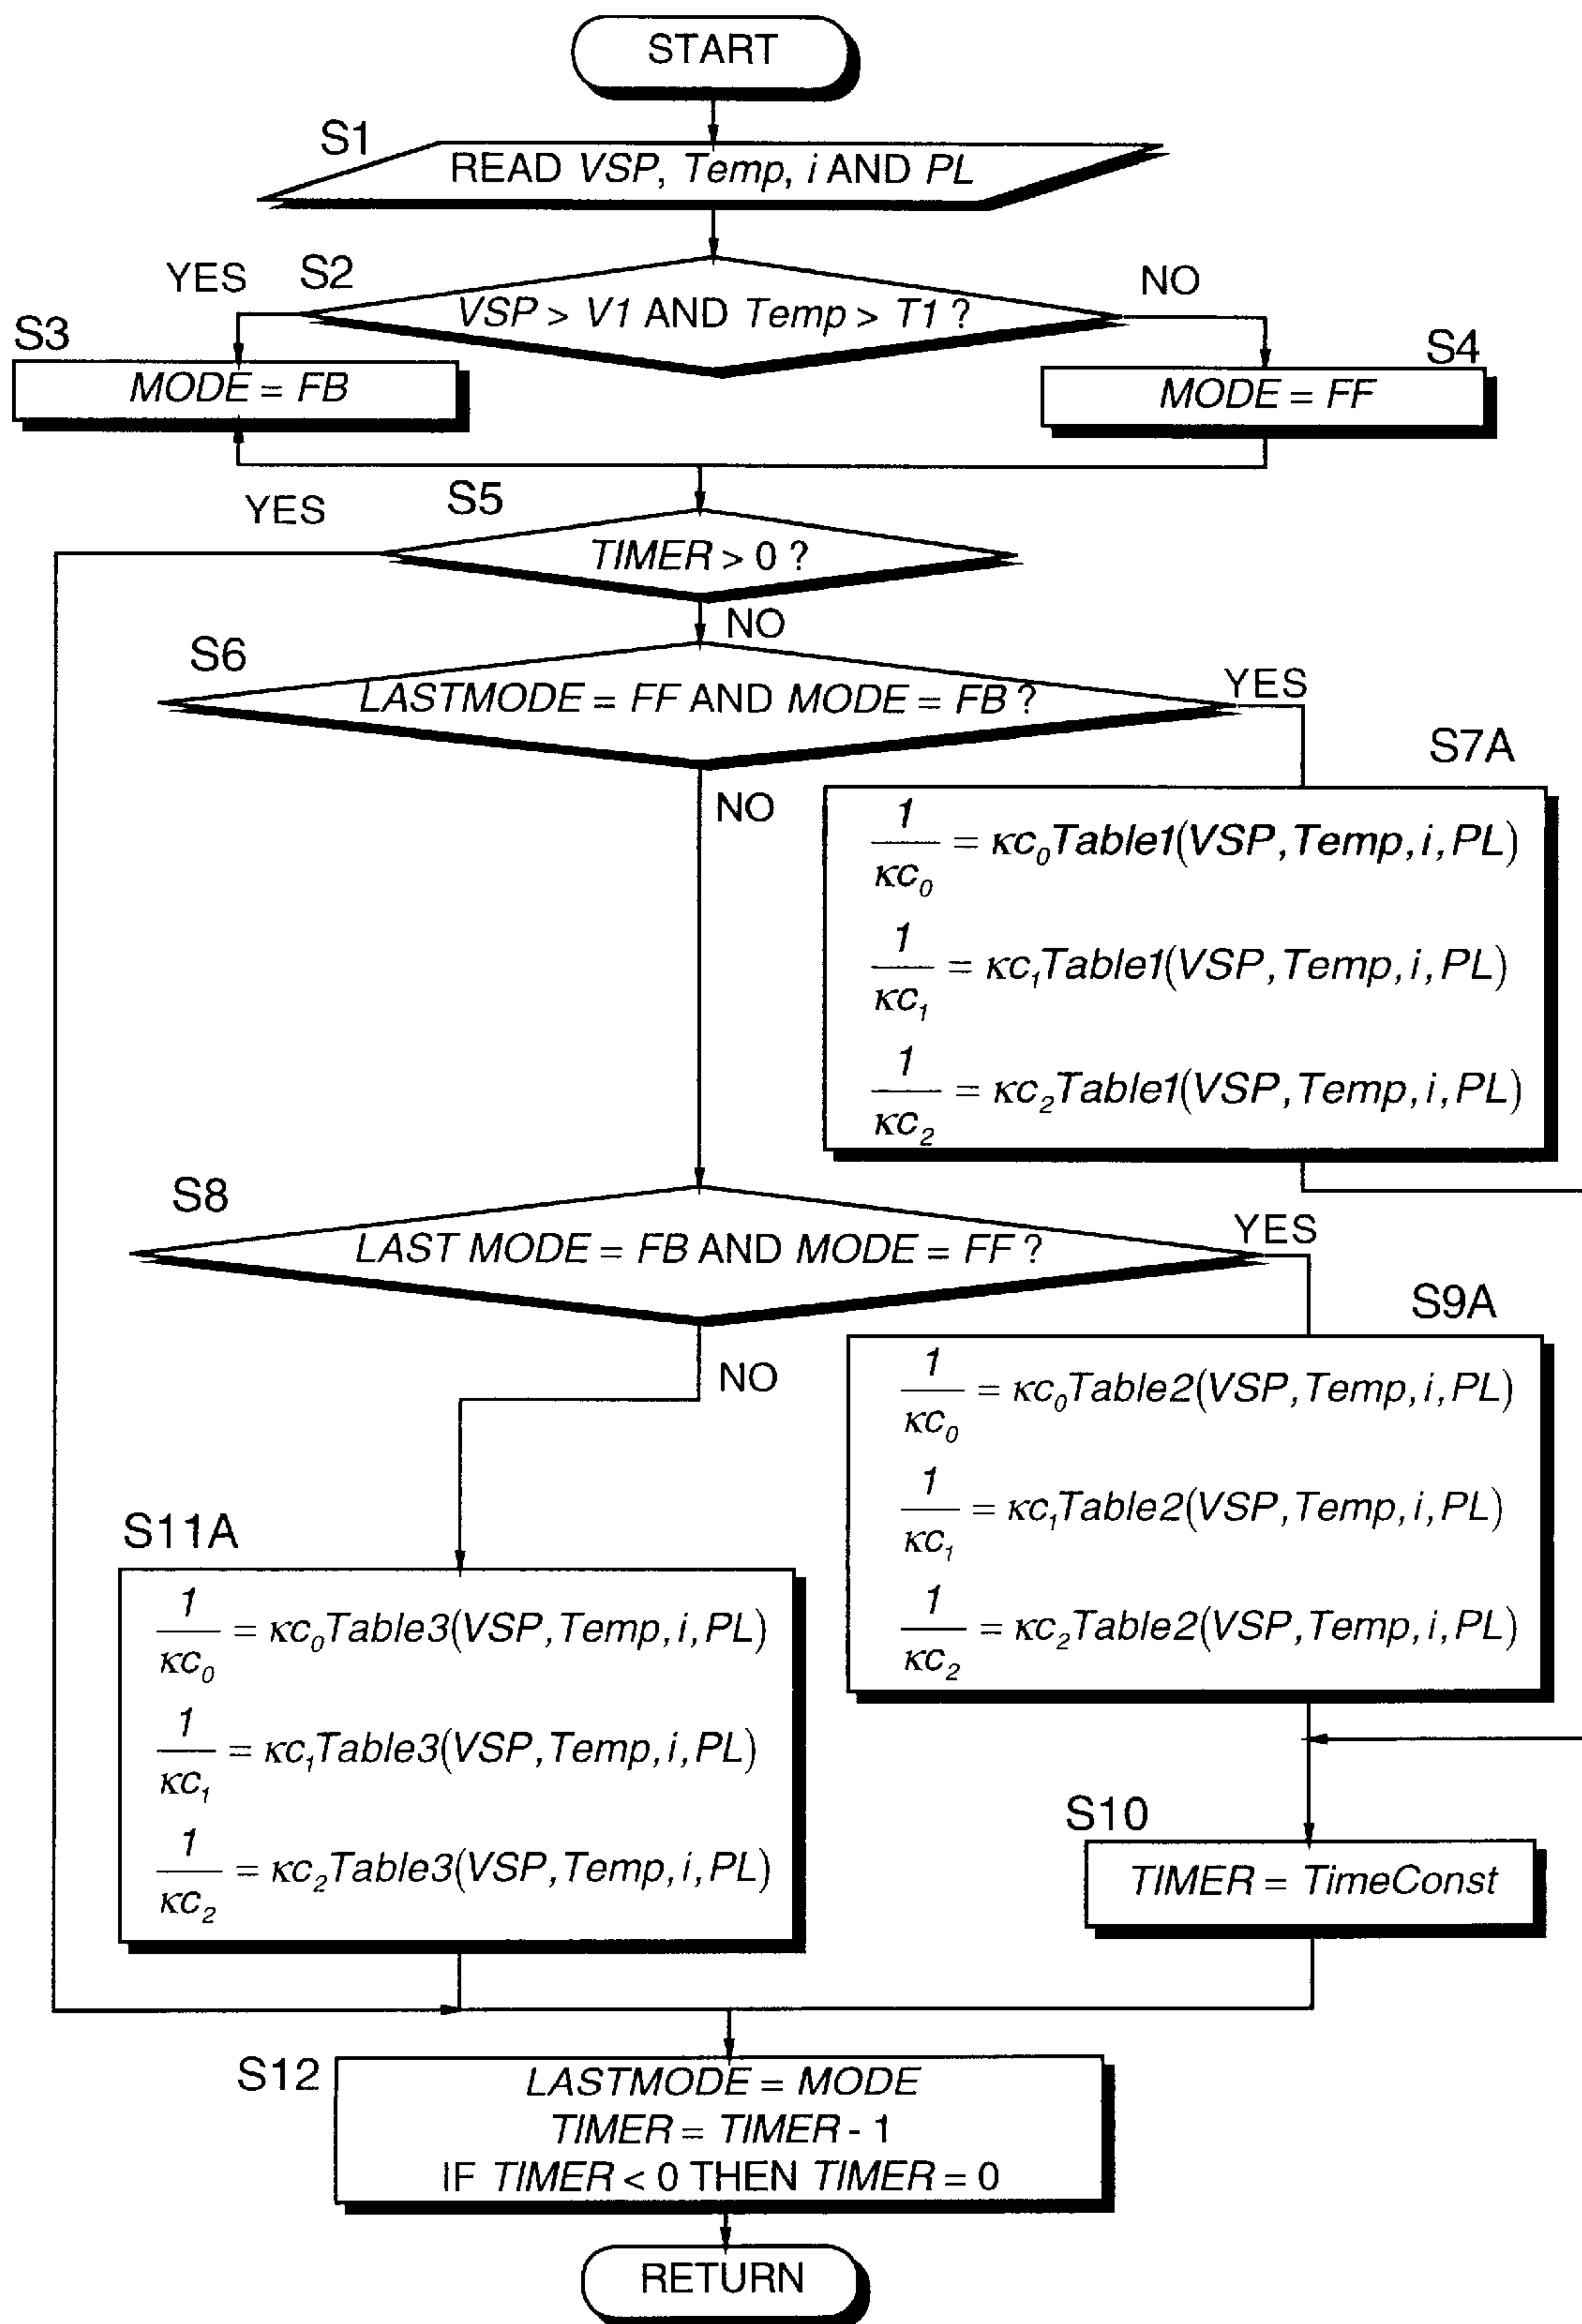 START
S1
READ VSP, Temp, i AND PL
YES
S2
VSP > V1 AND Temp > T1 ?
NO
S3
MODE = FB
S4
MODE = FF
YES
S5
TIMER > 0 ?
NO
S6
LASTMODE = FF AND MODE = FB ?
YES
NO
S7A
1/κc₀ = κc₀Table1(VSP,Temp,i,PL)
1/κc₁ = κc₁Table1(VSP,Temp,i,PL)
1/κc₂ = κc₂Table1(VSP,Temp,i,PL)
S8
LAST MODE = FB AND MODE = FF ?
YES
NO
S9A
1/κc₀ = κc₀Table2(VSP,Temp,i,PL)
1/κc₁ = κc₁Table2(VSP,Temp,i,PL)
1/κc₂ = κc₂Table2(VSP,Temp,i,PL)
S11A
1/κc₀ = κc₀Table3(VSP,Temp,i,PL)
1/κc₁ = κc₁Table3(VSP,Temp,i,PL)
1/κc₂ = κc₂Table3(VSP,Temp,i,PL)
S10
TIMER = TimeConst
S12
LASTMODE = MODE
TIMER = TIMER - 1
IF TIMER < 0 THEN TIMER = 0
RETURN